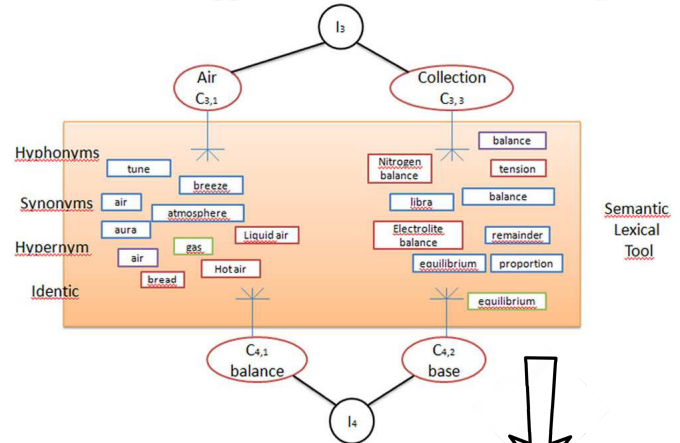 I3
Air
C3,1
Collection
C3, 3
Hyphonyms
Synonyms
Hypernym
Identic
tune
breeze
air
atmosphere
aura
Liquid air
gas
air
Hot air
bread
balance
Nitrogen
balance
tension
libra
balance
Electrolite
balance
remainder
equilibrium
proportion
equilibrium
Semantic
Lexical
Tool
C4,1
balance
C4,2
base
I4